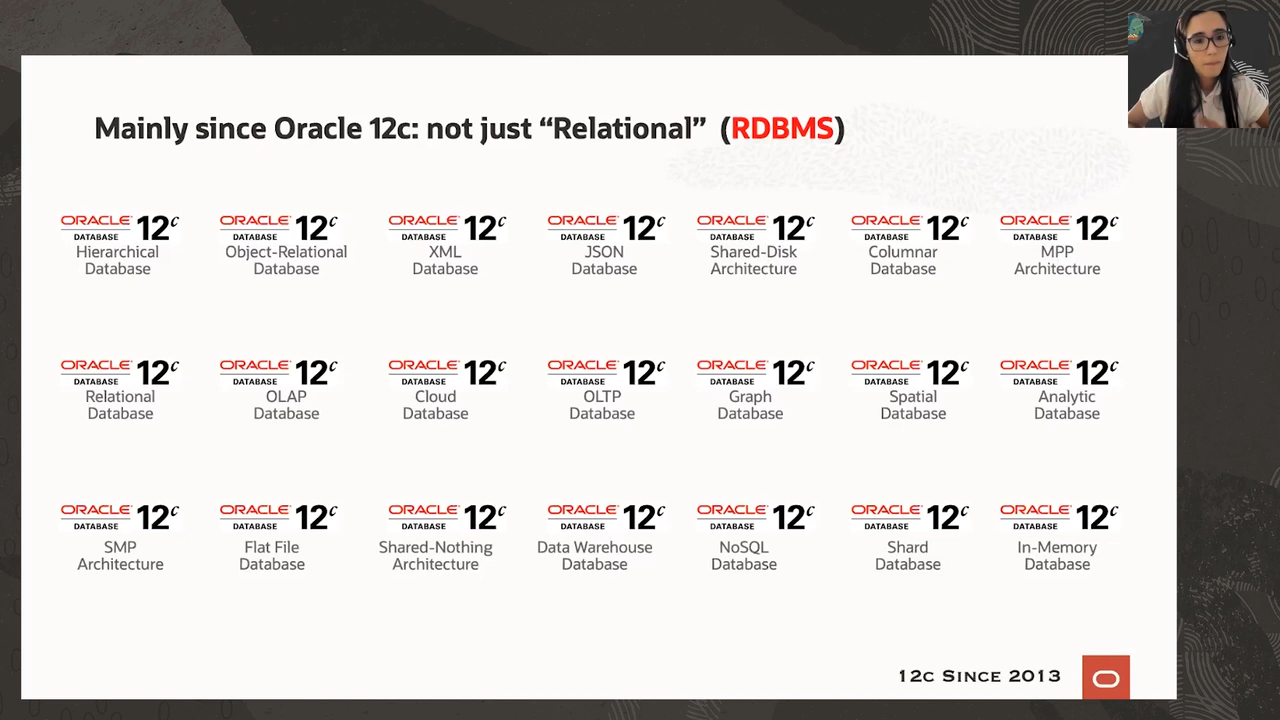 Mainly since Oracle 12c: not just “Relational” (RDBMS)
ORACLE DATABASE 12c
Hierarchical
Database
ORACLE DATABASE 12c
Object-Relational
Database
ORACLE DATABASE 12c
XML
Database
ORACLE DATABASE 12c
JSON
Database
ORACLE DATABASE 12c
Shared-Disk
Architecture
ORACLE DATABASE 12c
Columnar
Database
ORACLE DATABASE 12c
MPP
Architecture
ORACLE DATABASE 12c
Relational
Database
ORACLE DATABASE 12c
OLAP
Database
ORACLE DATABASE 12c
Cloud
Database
ORACLE DATABASE 12c
OLTP
Database
ORACLE DATABASE 12c
Graph
Database
ORACLE DATABASE 12c
Spatial
Database
ORACLE DATABASE 12c
Analytic
Database
ORACLE DATABASE 12c
SMP
Architecture
ORACLE DATABASE 12c
Flat File
Database
ORACLE DATABASE 12c
Shared-Nothing
Architecture
ORACLE DATABASE 12c
Data Warehouse
Database
ORACLE DATABASE 12c
NoSQL
Database
ORACLE DATABASE 12c
Shard
Database
ORACLE DATABASE 12c
In-Memory
Database
12c Since 2013